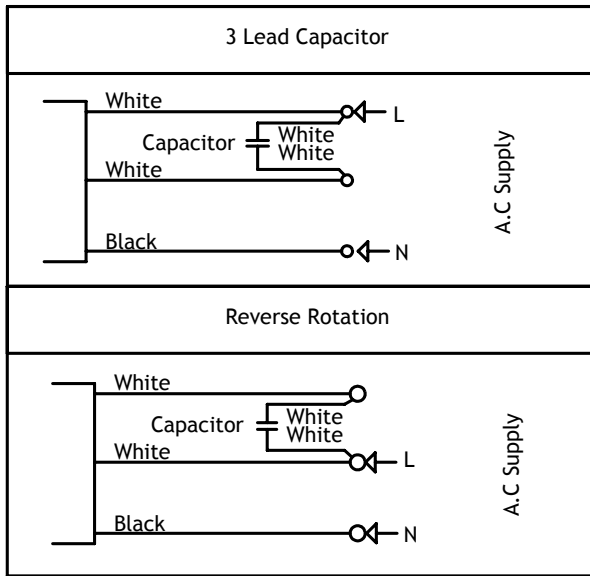 3 Lead Capacitor
White
L
Capacitor
White
White
White
A.C Supply
Black
N
Reverse Rotation
White
Capacitor
White
White
White
L
A.C Supply
Black
N